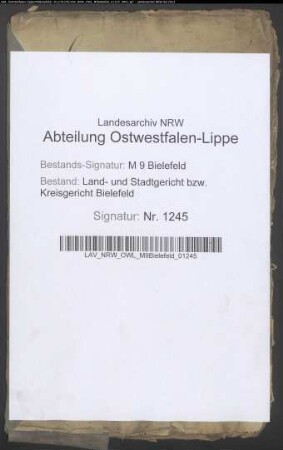 Landesarchiv NRW
Abteilung Ostwestfalen-Lippe
Bestands-Signatur: M 9 Bielefeld
Bestand: Land- und Stadtgericht bzw.
Kreisgericht Bielefeld
Signatur: Nr. 1245
LAV_NRW_OWL_M9Bielefeld_01245